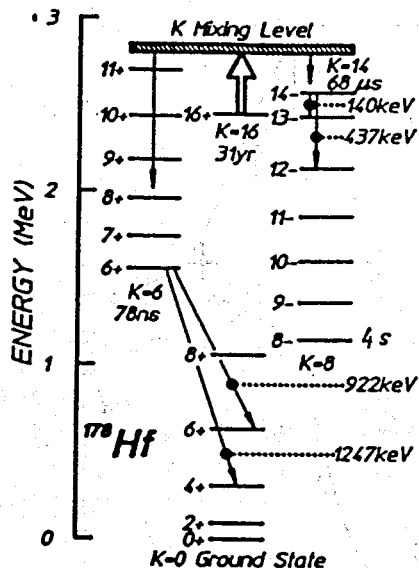 3
K Mixing Level
11+
K=14
68 μs
14-
140keV
10+
16+
13-
K=16
31yr
437keV
9+
12-
2
8+
11-
7+
10-
6+
K=6
78ns
9-
8+
8-
4s
K=8
1
922keV
6+
178Hf
1247keV
4+
2+
0+
0
K=0 Ground State
ENERGY (MeV)